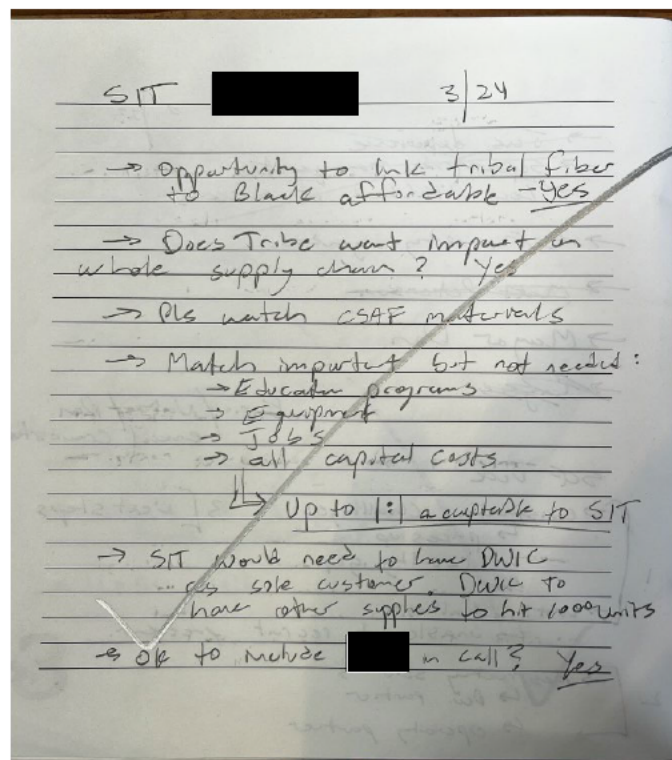 SIT 3/24
→ Opportunity to link tribal fiber
to Black affordable - yes
→ Does Tribe want impact on
whole supply chain? Yes
→ Pls watch CSAF materials
→ Match important but not needed:
→ Education programs
→ Equipment
→ Jobs
→ all capital costs
↳ Up to 1:1 acceptable to SIT
→ SIT would need to have DWIC
as sole customer. DWIC to
have other suppliers to hit 1000 units
→ OK to include in call? Yes